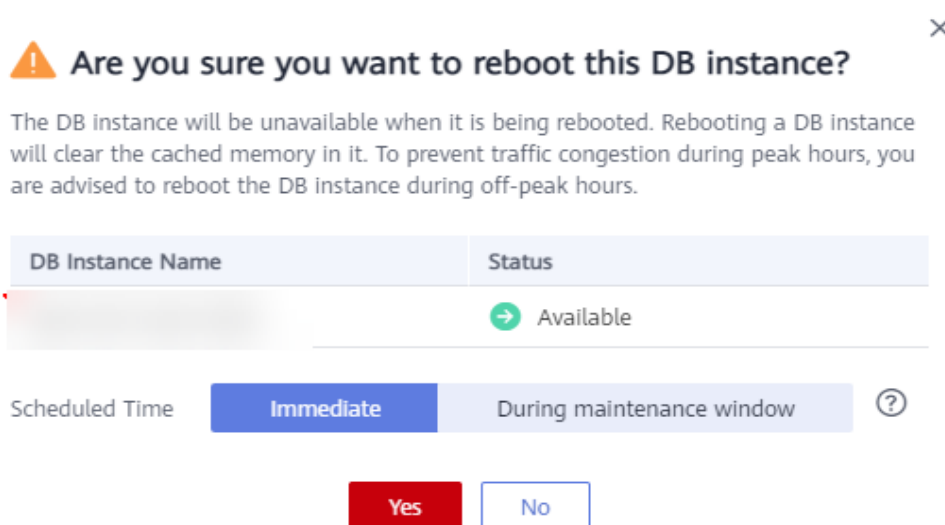 Are you sure you want to reboot this DB instance?
The DB instance will be unavailable when it is being rebooted. Rebooting a DB instance
will clear the cached memory in it. To prevent traffic congestion during peak hours, you
are advised to reboot the DB instance during off-peak hours.
DB Instance Name Status
Available
Scheduled Time Immediate During maintenance window
Yes No